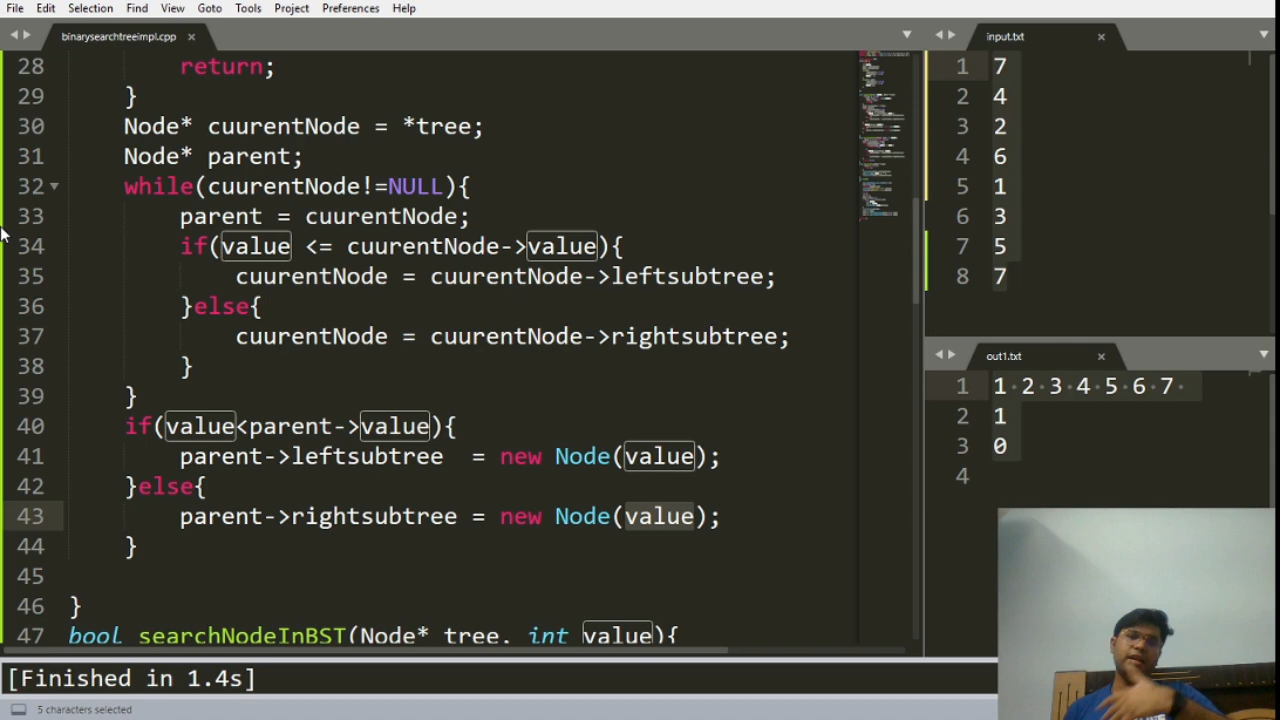 File Edit Selection Find View Goto Tools Project Preferences Help
binarysearchtreeimpl.cpp ×
28 return;
29 }
30 Node* cuurentNode = *tree;
31 Node* parent;
32 while(cuurentNode!=NULL){
33 parent = cuurentNode;
34 if(value <= cuurentNode->value){
35 cuurentNode = cuurentNode->leftsubtree;
36 }else{
37 cuurentNode = cuurentNode->rightsubtree;
38 }
39 }
40 if(value<parent->value){
41 parent->leftsubtree  = new Node(value);
42 }else{
43 parent->rightsubtree = new Node(value);
44 }
45
46 }
47 bool searchNodeInBST(Node* tree, int value){
input.txt ×
1 7
2 4
3 2
4 6
5 1
6 3
7 5
8 7
out1.txt ×
1 1 2 3 4 5 6 7
2 1
3 0
4
[Finished in 1.4s]
5 characters selected